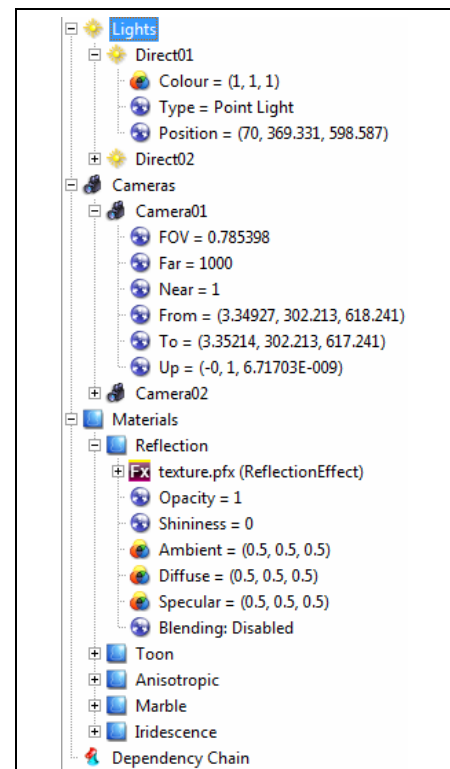 Lights
Direct01
Colour = (1, 1, 1)
Type = Point Light
Position = (70, 369.331, 598.587)
Direct02
Cameras
Camera01
FOV = 0.785398
Far = 1000
Near = 1
From = (3.34927, 302.213, 618.241)
To = (3.35214, 302.213, 617.241)
Up = (-0, 1, 6.71703E-009)
Camera02
Materials
Reflection
Fx texture.pfx (ReflectionEffect)
Opacity = 1
Shininess = 0
Ambient = (0.5, 0.5, 0.5)
Diffuse = (0.5, 0.5, 0.5)
Specular = (0.5, 0.5, 0.5)
Blending: Disabled
Toon
Anisotropic
Marble
Iridescence
Dependency Chain